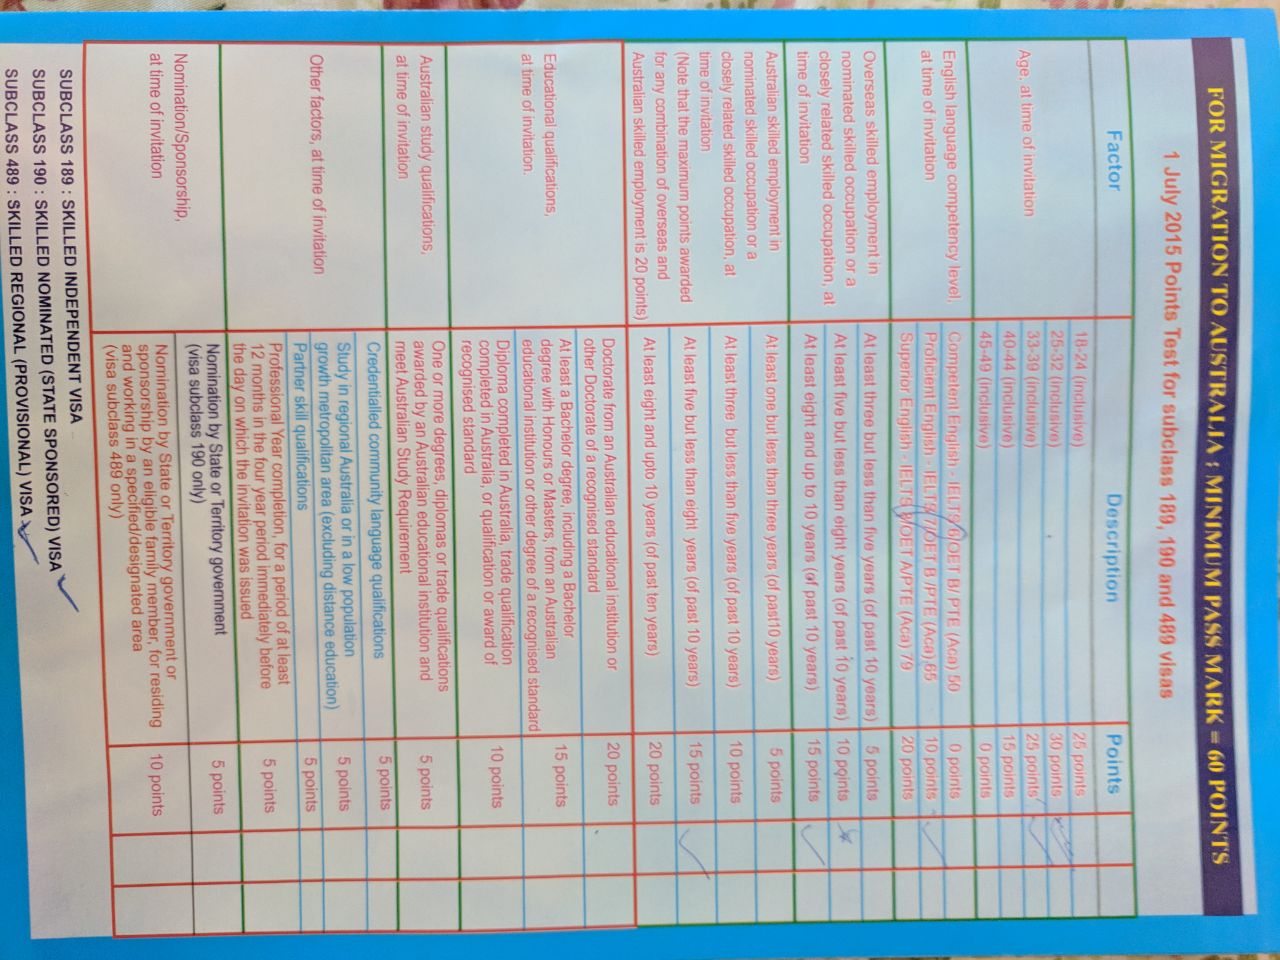 FOR MIGRATION TO AUSTRALIA ; MINIMUM PASS MARK = 60 POINTS
1 July 2015 Points Test for subclass 189, 190 and 489 visas
Factor
Description
Points
Age, at time of invitation
18-24 (inclusive)
25 points
25-32 (inclusive)
30 points
33-39 (inclusive)
25 points
40-44 (inclusive)
15 points
45-49 (inclusive)
0 points
English language competency level,
at time of invitation
Competent English - IELTS 6/OET B/ PTE (Aca) 50
0 points
Proficient English - IELTS 7/OET B /PTE (Aca) 65
10 points
Superior English - IELTS 8/OET A/PTE (Aca) 79
20 points
Overseas skilled employment in
nominated skilled occupation or a
closely related skilled occupation, at
time of invitation
At least three but less than five years (of past 10 years)
5 points
At least five but less than eight years (of past 10 years)
10 points
At least eight and up to 10 years (of past 10 years)
15 points
Australian skilled employment in
nominated skilled occupation or a
closely related skilled occupation, at
time of invitation
(Note that the maximum points awarded
for any combination of overseas and
Australian skilled employment is 20 points)
At least one but less than three years (of past10 years)
5 points
At least three but less than five years (of past 10 years)
10 points
At least five but less than eight years (of past 10 years)
15 points
At least eight and upto 10 years (of past ten years)
20 points
Educational qualifications,
at time of invitation.
Doctorate from an Australian educational institution or
other Doctorate of a recognised standard
20 points
At least a Bachelor degree, including a Bachelor
degree with Honours or Masters, from an Australian
educational institution or other degree of a recognised standard
15 points
Diploma completed in Australia, trade qualification
completed in Australia, or qualification or award of
recognised standard
10 points
Australian study qualifications,
at time of invitation
One or more degrees, diplomas or trade qualifications
awarded by an Australian educational institution and
meet Australian Study Requirement
5 points
Other factors, at time of invitation
Credentialled community language qualifications
5 points
Study in regional Australia or in a low population
growth metropolitan area (excluding distance education)
5 points
Partner skill qualifications
5 points
Professional Year completion, for a period of at least
12 months in the four year period immediately before
the day on which the invitation was issued
5 points
Nomination/Sponsorship,
at time of invitation
Nomination by State or Territory government
(visa subclass 190 only)
5 points
Nomination by State or Territory government or
sponsorship by an eligible family member, for residing
and working in a specified/designated area
(visa subclass 489 only)
10 points
SUBCLASS 189 : SKILLED INDEPENDENT VISA
SUBCLASS 190 : SKILLED NOMINATED (STATE SPONSORED) VISA
SUBCLASS 489 : SKILLED REGIONAL (PROVISIONAL) VISA